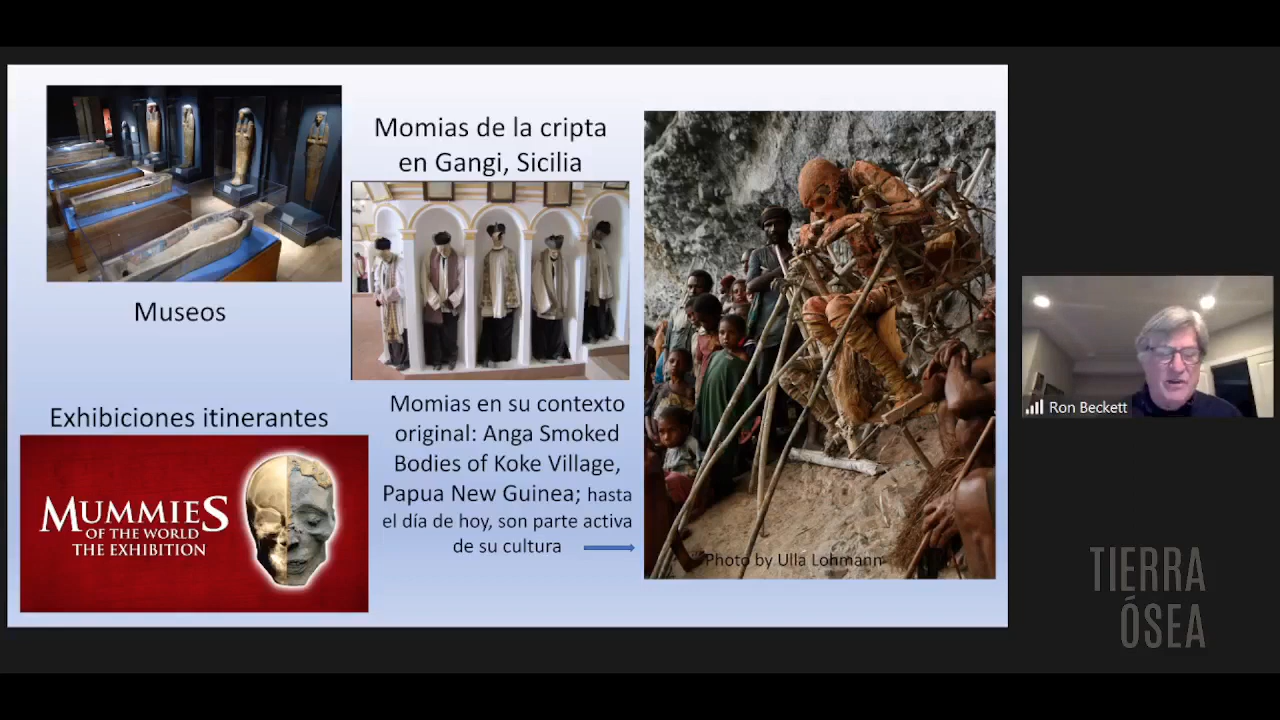 Museos
Momias de la cripta
en Gangi, Sicilia
Exhibiciones itinerantes
MUMMIES
OF THE WORLD
THE EXHIBITION
Momias en su contexto
original: Anga Smoked
Bodies of Koke Village,
Papua New Guinea; hasta
el día de hoy, son parte activa
de su cultura
Photo by Ulla Lohmann
Ron Beckett
TIERRA
ÓSEA